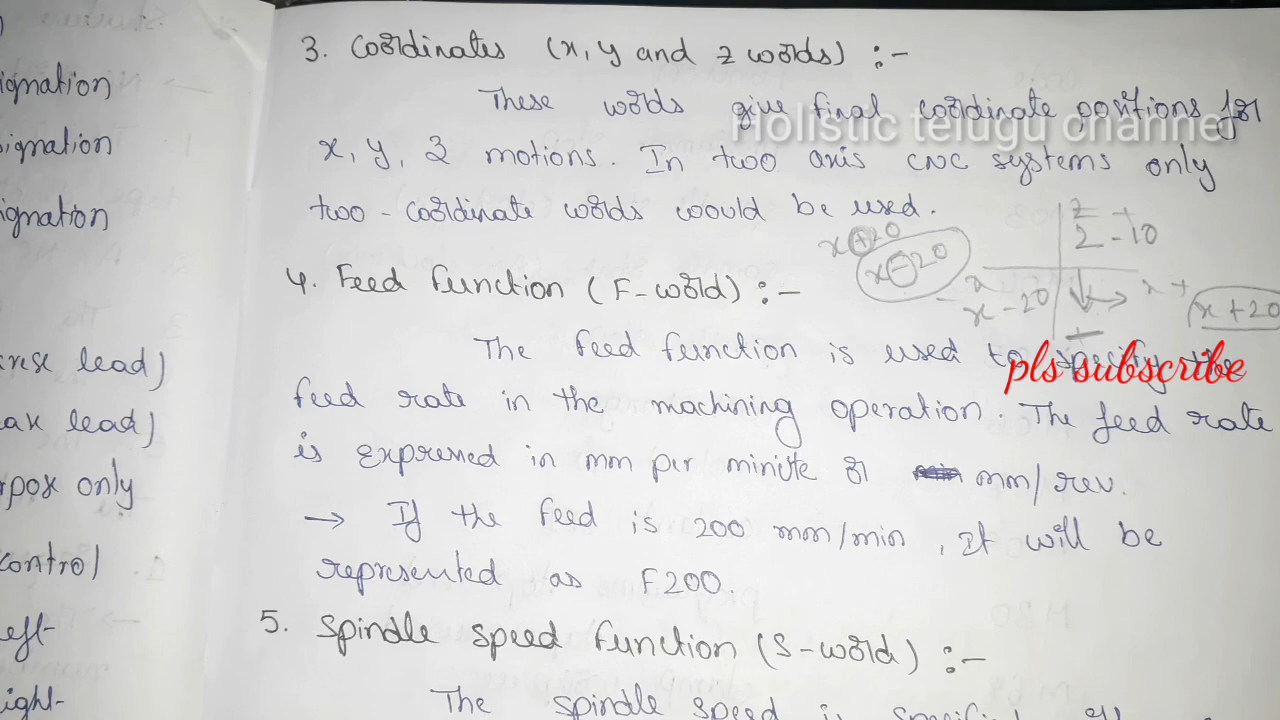 ignation
ignation
ignation
lead)
ak lead)
only
control
eft-
ight-
3. Coordinates (x, y and z words) :-
These words give final coordinate positions for
x, y, z motions. In two axis CNC systems only
two-coordinate words would be used.
x+20
x-20
z +
z-10
-x
x-20
x +
x+20
4. Feed function (F-word) :-
The feed function is used to specify the
feed rate in the machining operation. The feed rate
is expressed in mm per minute or mm/rev.
→ If the feed is 200 mm/min, It will be
represented as F200.
5. Spindle speed function (S-word) :-
The spindle speed is
Holistic telugu channel
pls subscribe